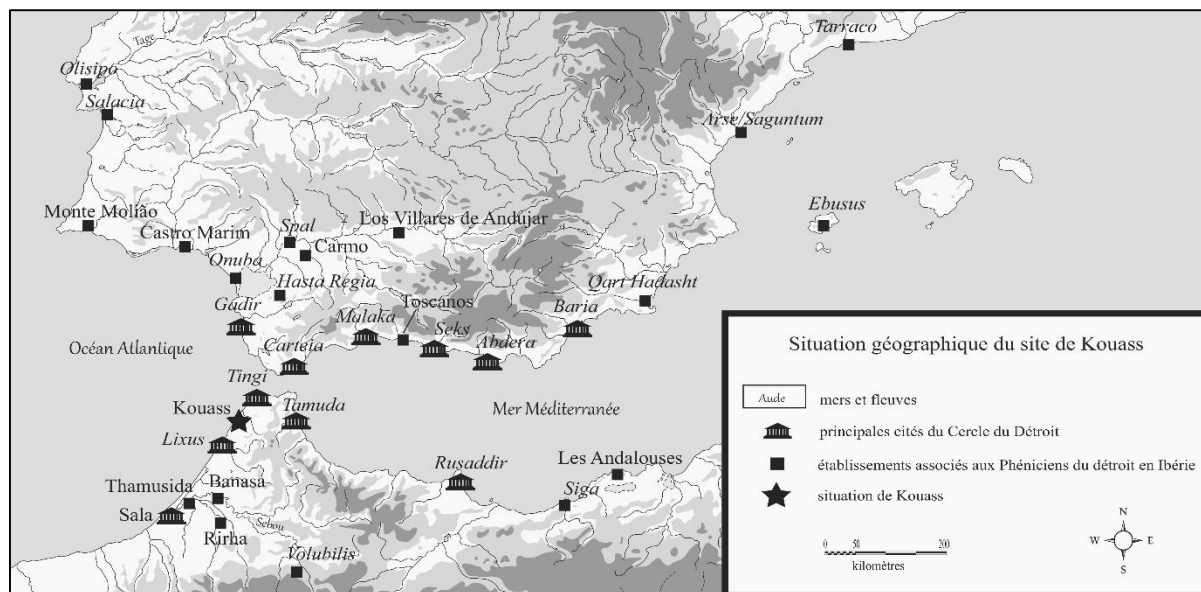 Tarraco
Tage
Olisipo
Salacia
Arse/Saguntum
Ebusus
Monte Molião
Castro Marim
Spal
Los Villares de Andújar
Carmo
Onuba
Hasta Regia
Qart Hadasht
Gadir
Malaka
Toscanos
Baria
Seks
Abdera
Carteia
Océan Atlantique
Tingi
Mer Méditerranée
Kouass
Tamuda
Lixus
Rusaddir
Les Andalouses
Siga
Thamusida
Banasa
Sala
Rirha
Sebou
Volubilis
Situation géographique du site de Kouass
Aude
mers et fleuves
principales cités du Cercle du Détroit
établissements associés aux Phéniciens du détroit en Ibérie
situation de Kouass
0 50 200
kilomètres
N
W E
S